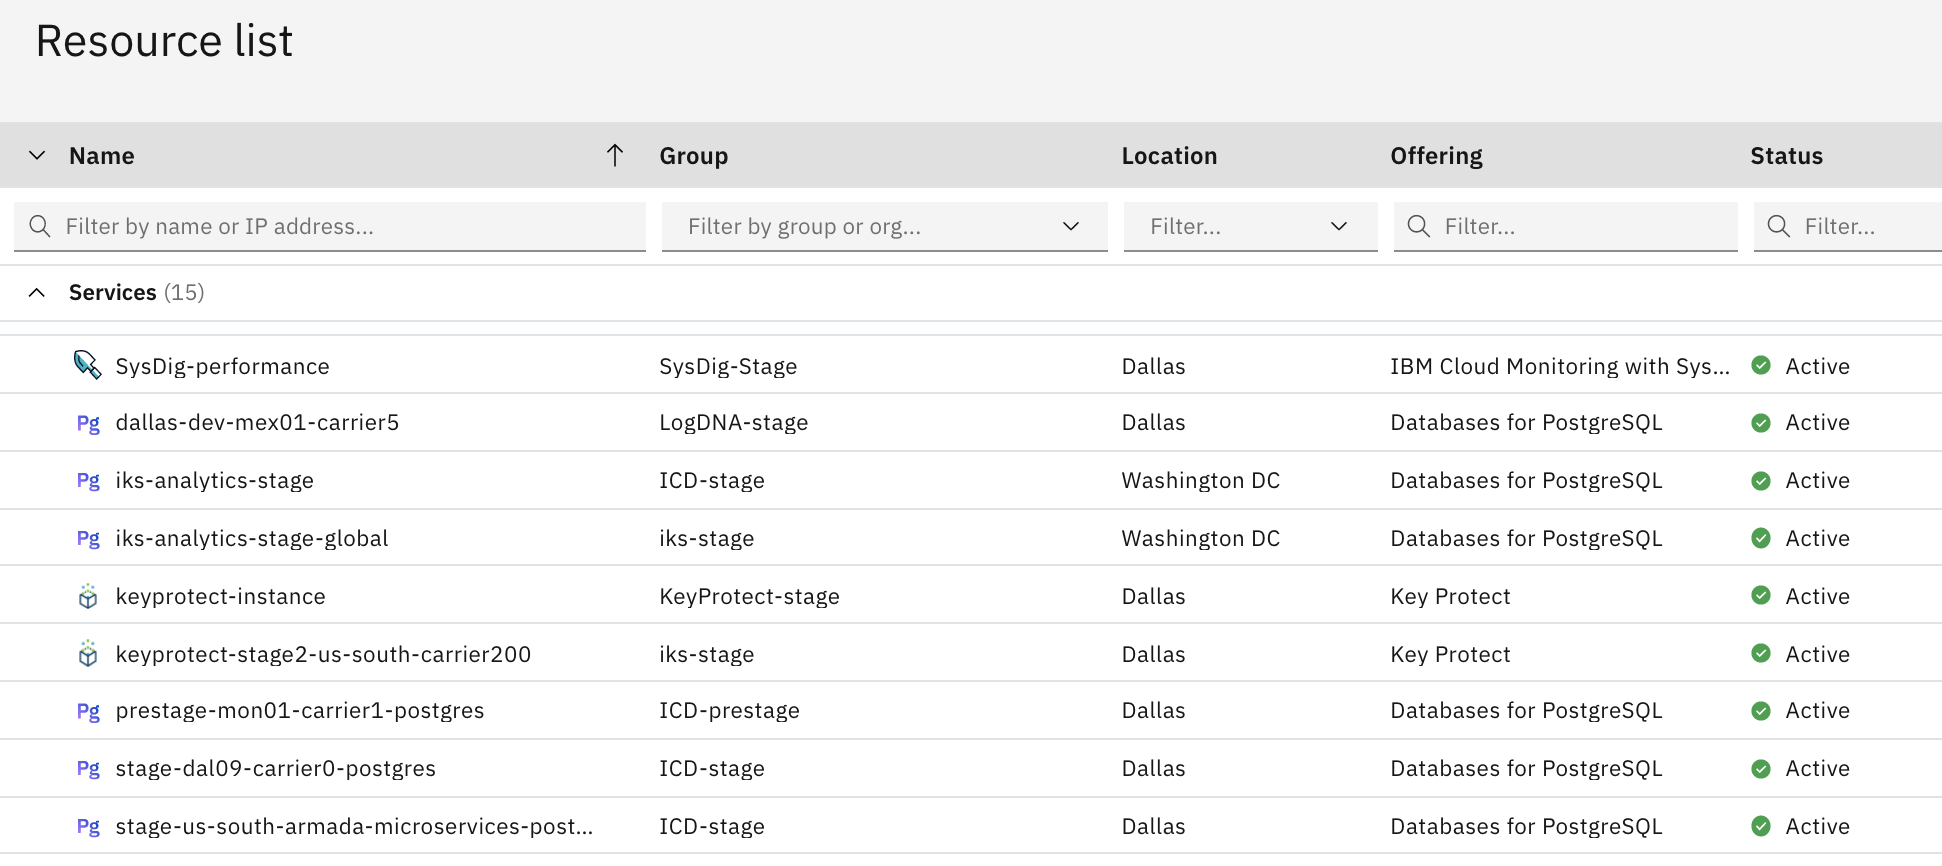 Resource list
Name Group Location Offering Status
Filter by name or IP address... Filter by group or org... Filter... Filter... Filter...
Services (15)
SysDig-performance SysDig-Stage Dallas IBM Cloud Monitoring with Sys... Active
Pg dallas-dev-mex01-carrier5 LogDNA-stage Dallas Databases for PostgreSQL Active
Pg iks-analytics-stage ICD-stage Washington DC Databases for PostgreSQL Active
Pg iks-analytics-stage-global iks-stage Washington DC Databases for PostgreSQL Active
keyprotect-instance KeyProtect-stage Dallas Key Protect Active
keyprotect-stage2-us-south-carrier200 iks-stage Dallas Key Protect Active
Pg prestage-mon01-carrier1-postgres ICD-prestage Dallas Databases for PostgreSQL Active
Pg stage-dal09-carrier0-postgres ICD-stage Dallas Databases for PostgreSQL Active
Pg stage-us-south-armada-microservices-post... ICD-stage Dallas Databases for PostgreSQL Active